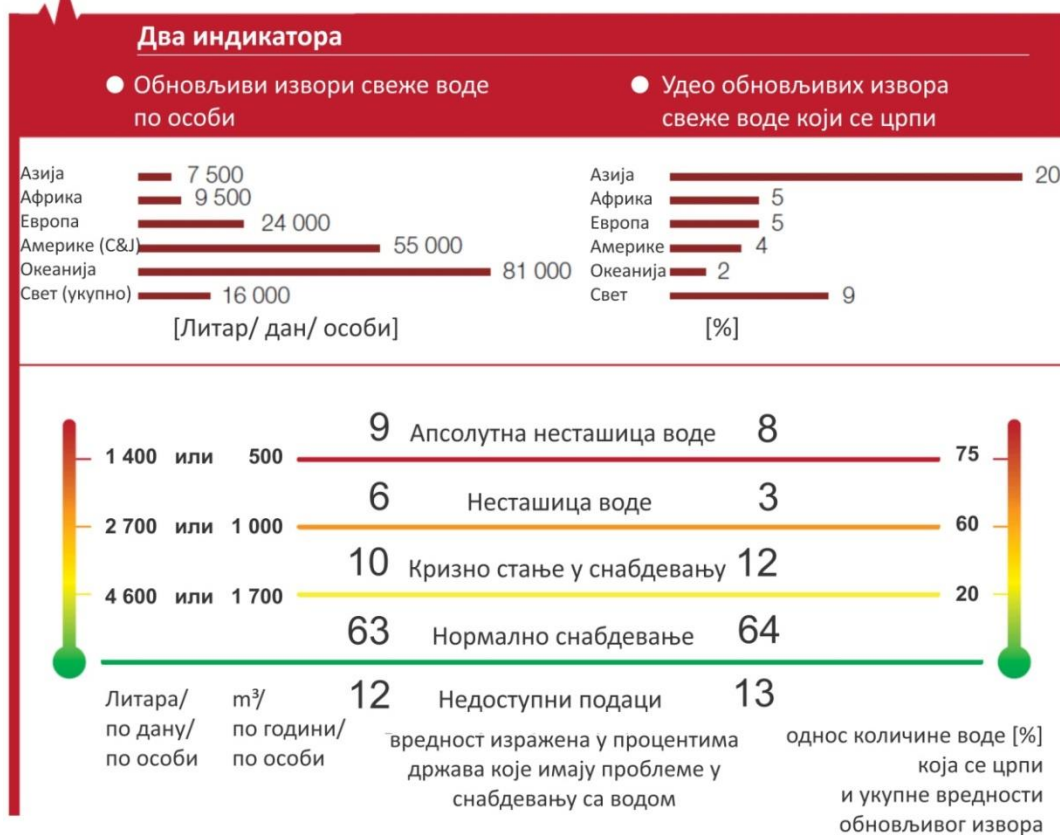 Два индикатора
Обновљиви извори свеже воде
по особи
Удео обновљивих извора
свеже воде који се црпи
Азија 7 500
Африка 9 500
Европа 24 000
Америке (C&J) 55 000
Океанија 81 000
Свет (укупно) 16 000
[Литар/ дан/ особи]
Азија 20
Африка 5
Европа 5
Америке 4
Океанија 2
Свет 9
[%]
9 Апсолутна несташица воде 8
1 400 или 500 75
6 Несташица воде 3
2 700 или 1 000 60
10 Кризно стање у снабдевању 12
4 600 или 1 700 20
63 Нормално снабдевање 64
12 Недоступни подаци 13
Литара/
по дану/
по особи
m³/
по години/
по особи
вредност изражена у процентима
држава које имају проблеме у
снабдевању са водом
однос количине воде [%]
која се црпи
и укупне вредности
обновљивог извора